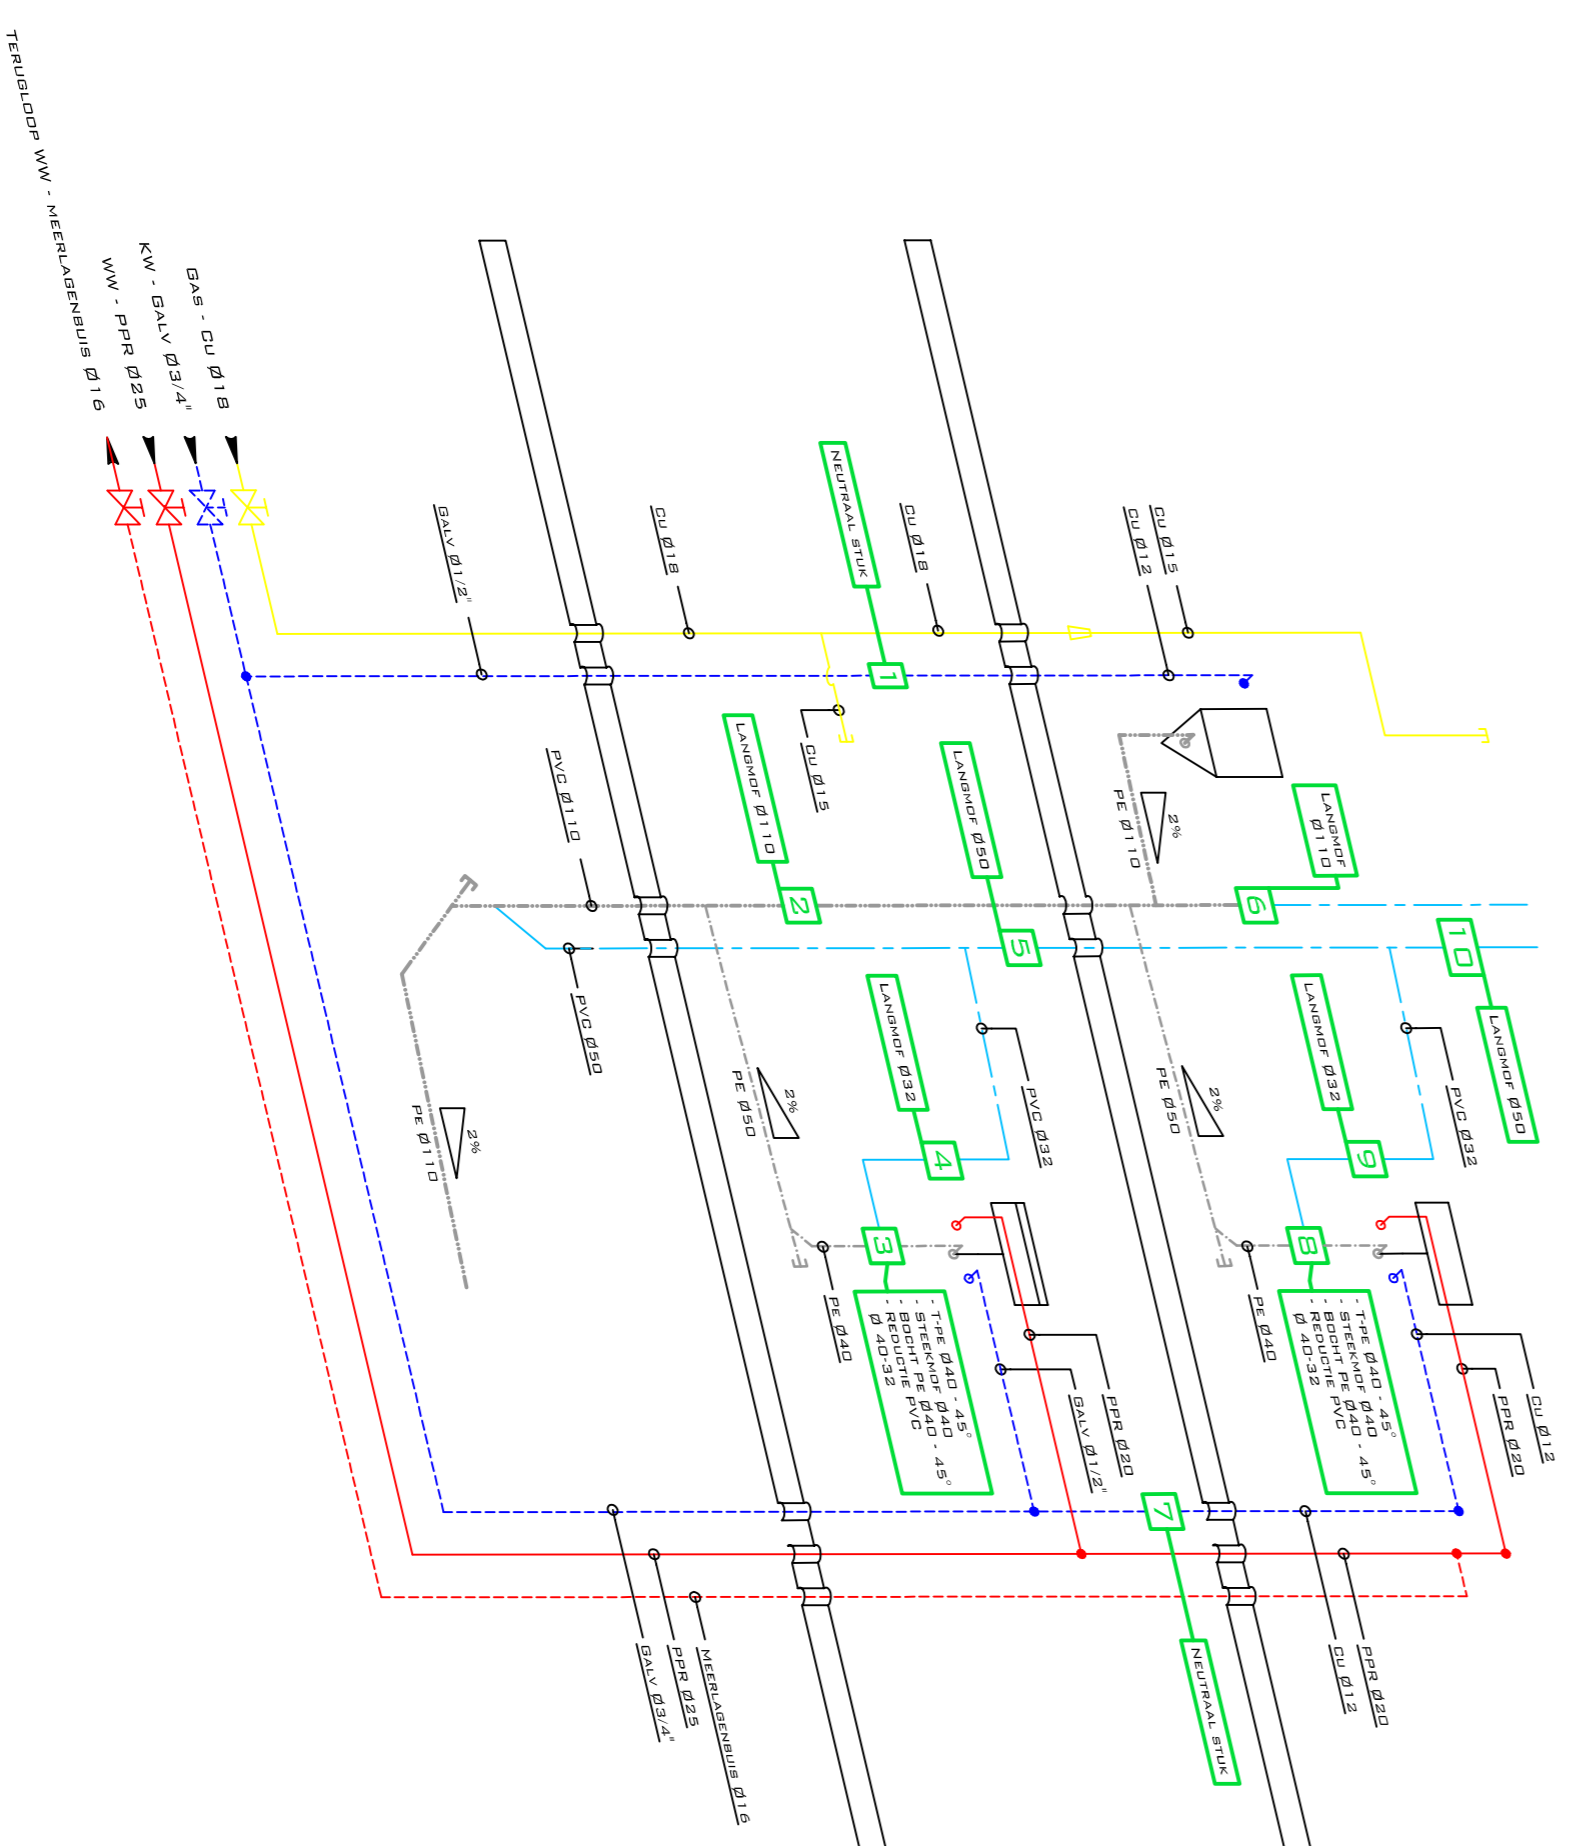 Terugloop WW - Meerlagenbuis Ø16
WW - PPR Ø25
KW - Galv Ø3/4"
Gas - Cu Ø18
Galv Ø1/2"
Cu Ø18
Neutraal stuk
1
Cu Ø18
Cu Ø12
Cu Ø15
PVC Ø110
Langmof Ø110
2
Cu Ø15
Langmof Ø50
5
PE Ø110
2%
Langmof
Ø110
6
10
Langmof Ø50
PVC Ø50
PE Ø110
2%
PE Ø50
2%
Langmof Ø32
4
PVC Ø32
PE Ø50
2%
Langmof Ø32
9
PVC Ø32
3
- T-PE Ø40 - 45°
- Steekmof Ø40
- Bocht PE Ø40 - 45°
- Reductie PVC
Ø 40-32
PE Ø40
8
- T-PE Ø40 - 45°
- Steekmof Ø40
- Bocht PE Ø40 - 45°
- Reductie PVC
Ø 40-32
PE Ø40
Galv Ø1/2"
PPR Ø20
PPR Ø20
Cu Ø12
7
Neutraal stuk
Galv Ø3/4"
PPR Ø25
Meerlagenbuis Ø16
Cu Ø12
PPR Ø20